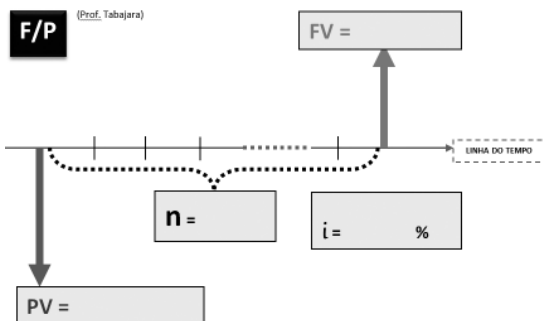 F/P
(Prof. Tabajara)
FV =
LINHA DO TEMPO
n =
i = %
PV =